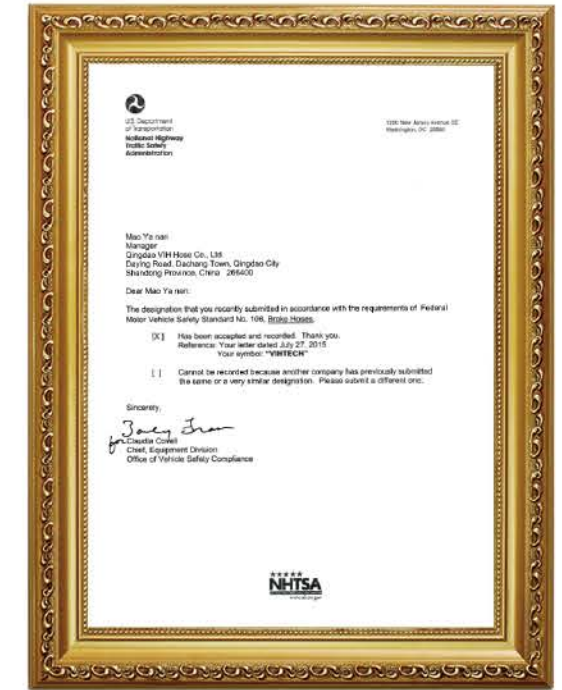 U.S. Department
of Transportation
National Highway
Traffic Safety
Administration
1200 New Jersey Avenue SE
Washington, DC 20590
Mao Ya nan
Manager
Qingdao VIH Hose Co., Ltd.
Daying Road, Dachang Town, Qingdao City
Shandong Province, China 266400
Dear Mao Ya nan:
The designation that you recently submitted in accordance with the requirements of Federal
Motor Vehicle Safety Standard No. 106, Brake Hoses,
[X] Has been accepted and recorded. Thank you.
Reference: Your letter dated July 27, 2015
Your symbol: "VIHTECH"
[ ] Cannot be recorded because another company has previously submitted
the same or a very similar designation. Please submit a different one.
Sincerely,
for Claudia Covell
Chief, Equipment Division
Office of Vehicle Safety Compliance
NHTSA